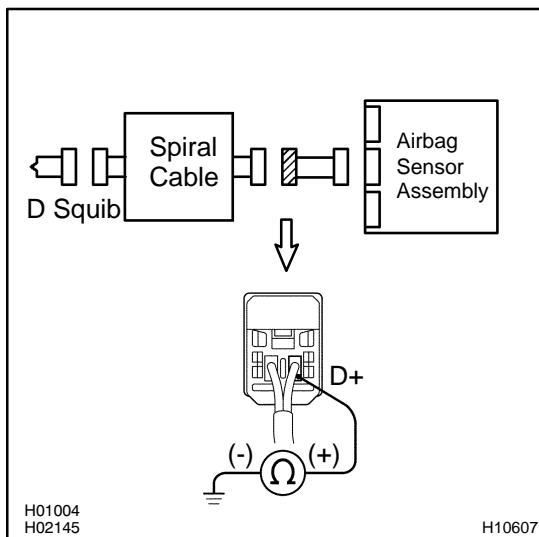 Spiral
Cable
Airbag
Sensor
Assembly
D Squib
D+
(-)
Ω
(+)
H01004
H02145
H10607